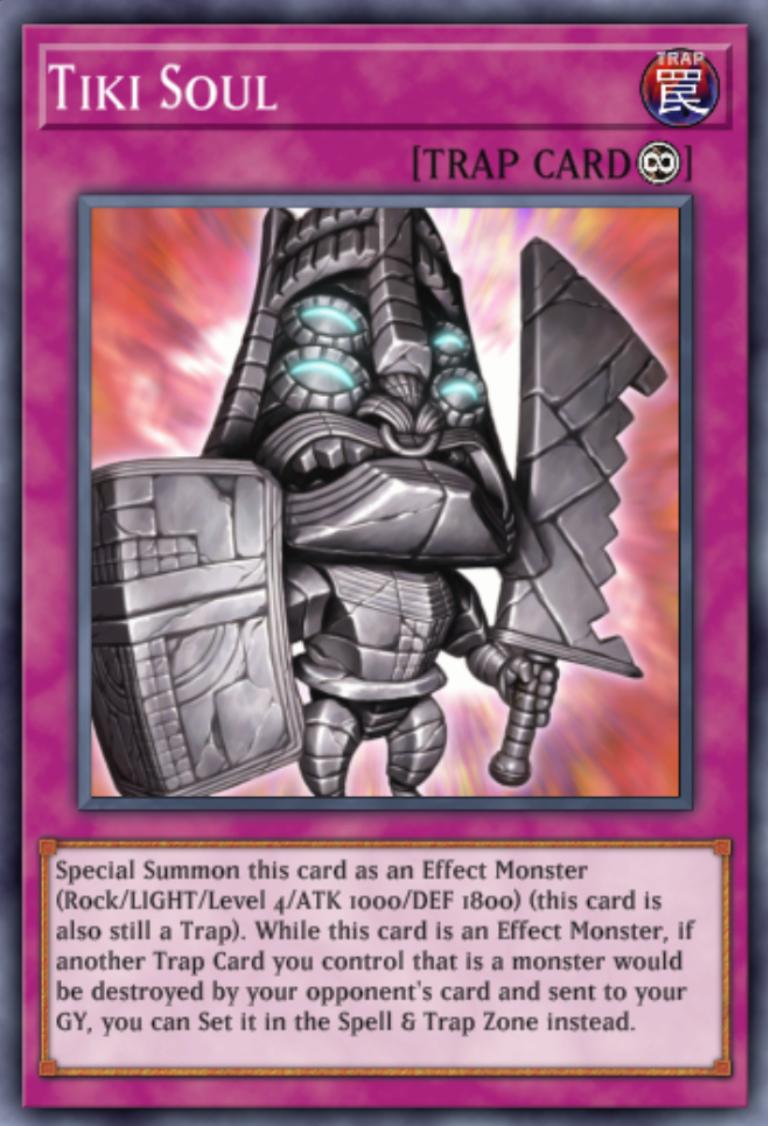 Tiki Soul
TRAP
罠
[TRAP CARD]
Special Summon this card as an Effect Monster
(Rock/LIGHT/Level 4/ATK 1000/DEF 1800) (this card is
also still a Trap). While this card is an Effect Monster, if
another Trap Card you control that is a monster would
be destroyed by your opponent's card and sent to your
GY, you can Set it in the Spell & Trap Zone instead.